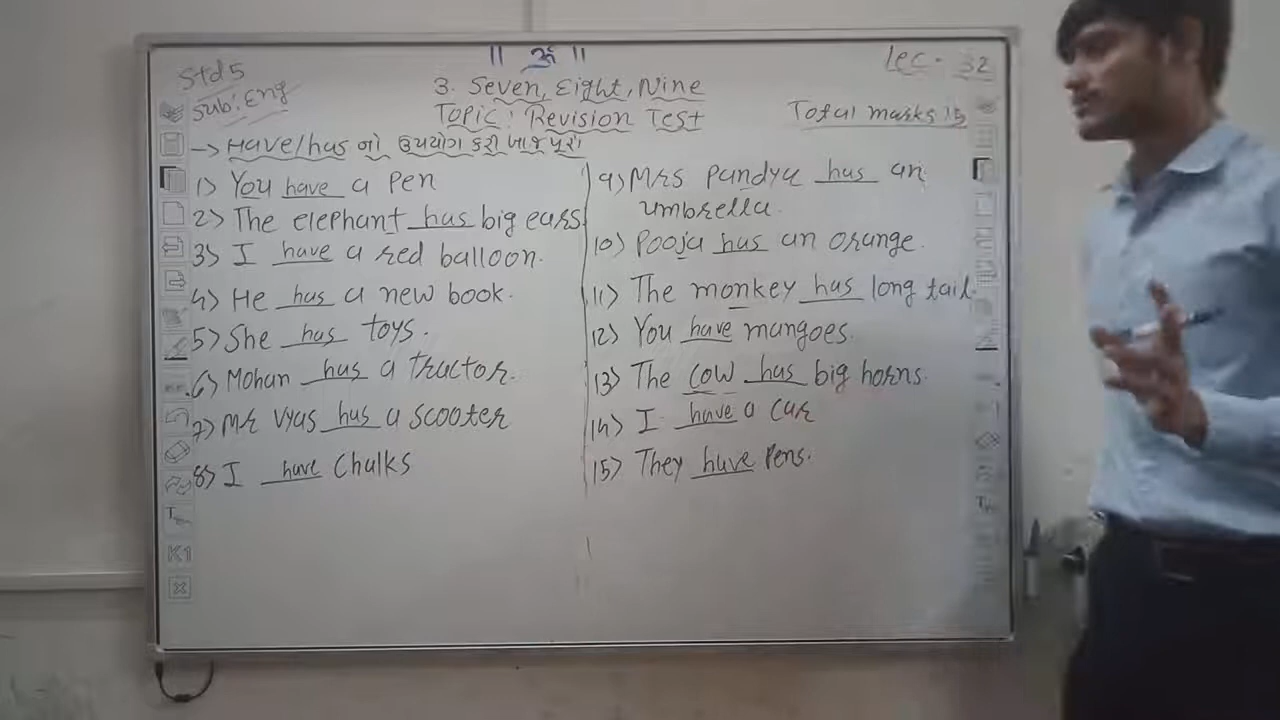 || ॐ ||
Std 5
Lec. 32
Sub: Eng
3. Seven, Eight, Nine
Topic: Revision Test
Total marks 15
→ Have/has નો ઉપયોગ કરી ખા.જ પૂરો
1) You have a pen
2) The elephant has big ears
3) I have a red balloon.
4) He has a new book.
5) She has toys.
6) Mohan has a tractor.
7) Mr Vyas has a scooter
8) I have Chalks
9) Mrs Pandya has an
umbrella.
10) Pooja has an orange.
11) The monkey has long tail.
12) You have mangoes.
13) The cow has big horns.
14) I have a car
15) They have Pens.
K1